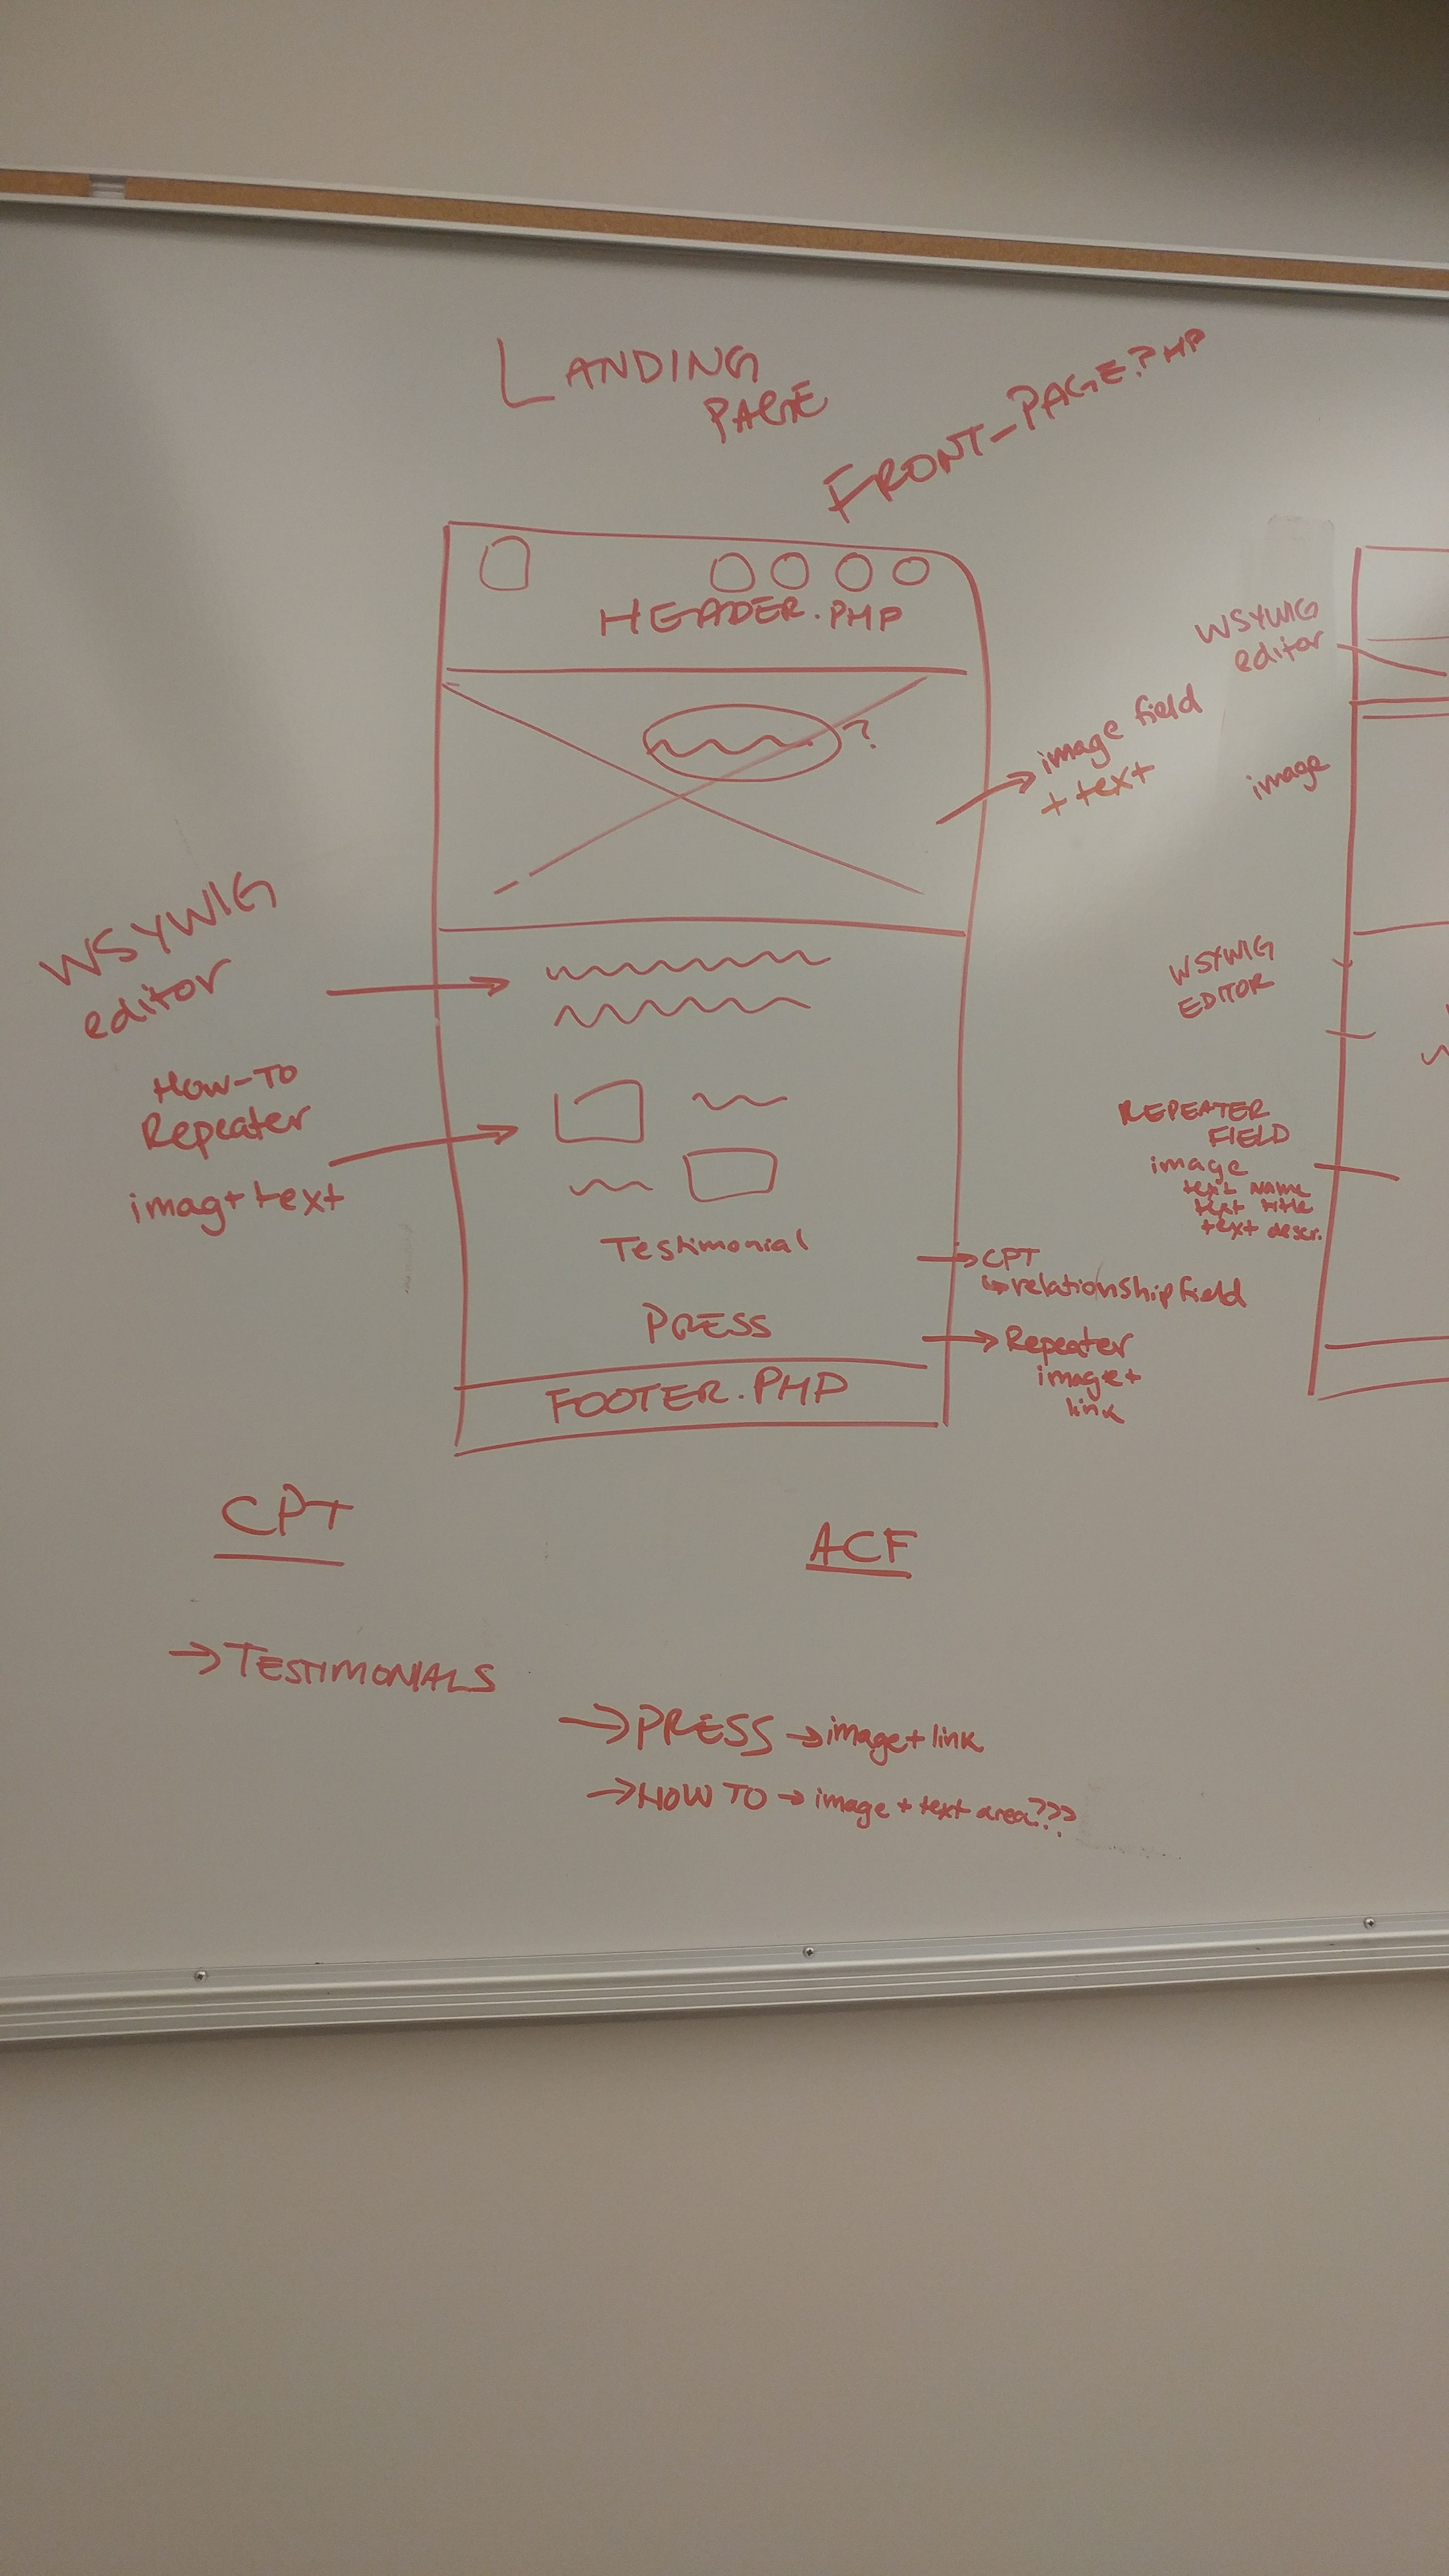 LANDING
PAGE
FRONT-PAGE.PHP
HEADER.PHP
?
image field
+ text
WSYWIG
editor
How-To
Repeater
imag+text
Testimonial
CPT
↳relationship field
PRESS
Repeater
image+
link
FOOTER.PHP
WSYWIG
editor
image
WSYWIG
EDITOR
REPEATER
FIELD
image
text NAME
text title
text descr.
CPT
→TESTIMONIALS
ACF
→PRESS→image+link
→HOW TO→image + text area???